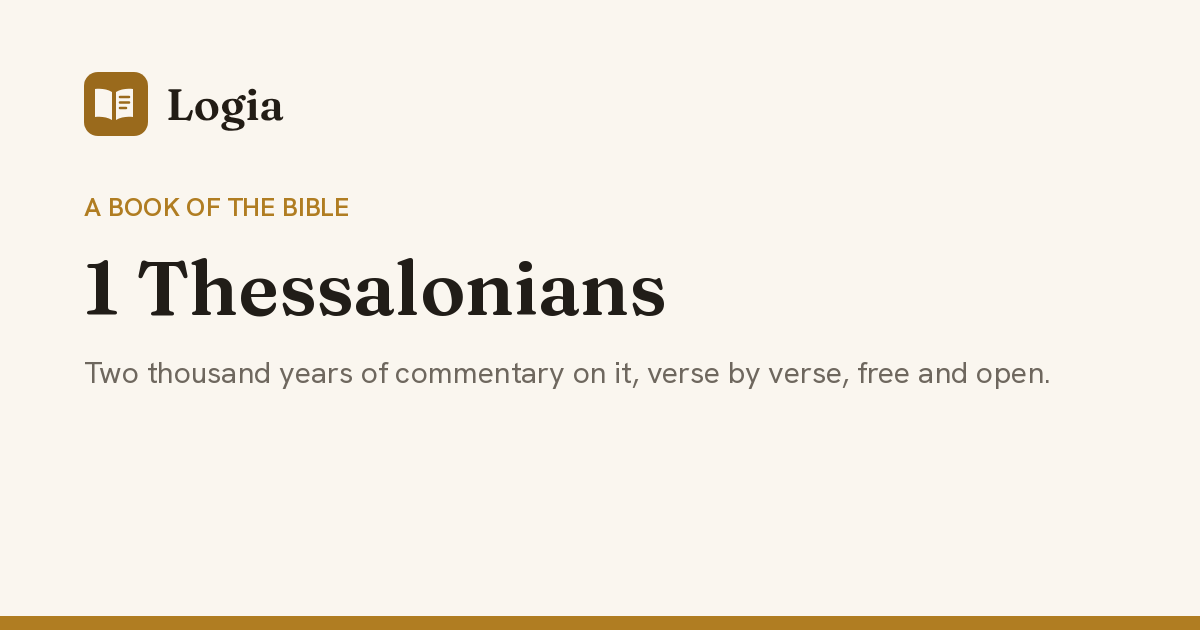 Logia
A BOOK OF THE BIBLE
1 Thessalonians
Two thousand years of commentary on it, verse by verse, free and open.